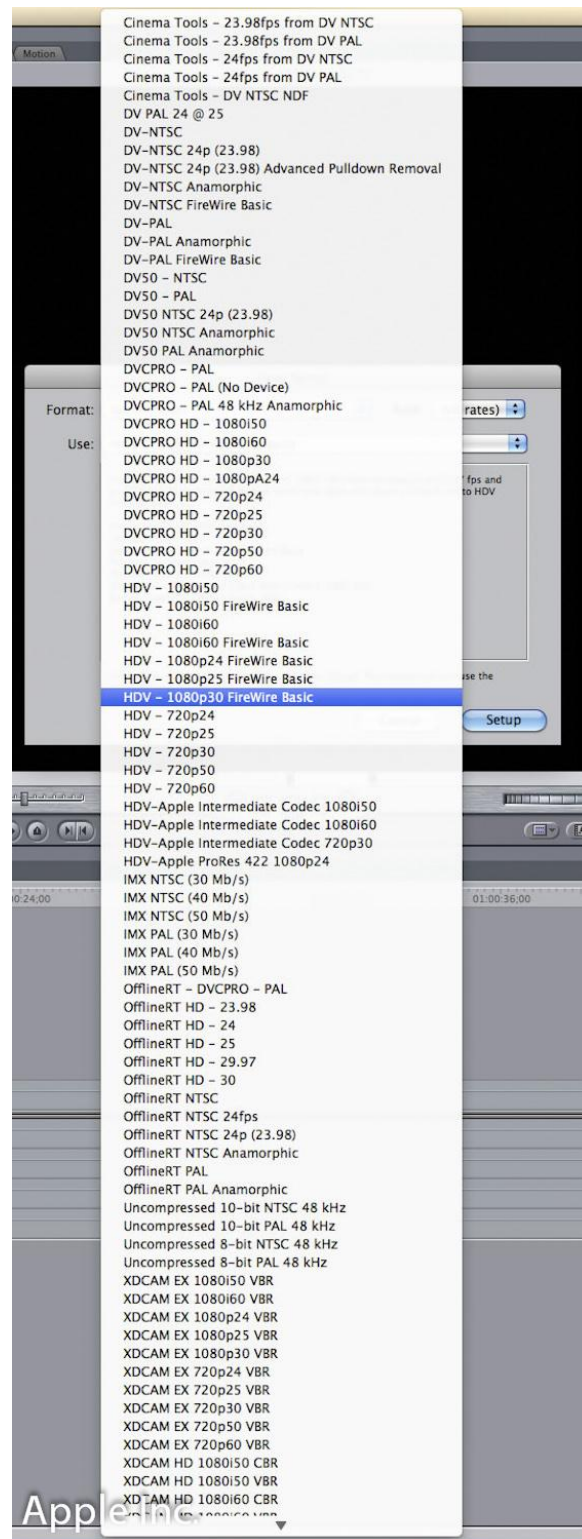 Cinema Tools – 23.98fps from DV NTSC
Cinema Tools – 23.98fps from DV PAL
Motion
Cinema Tools – 24fps from DV NTSC
Cinema Tools – 24fps from DV PAL
Cinema Tools – DV NTSC NDF
DV PAL 24 @ 25
DV-NTSC
DV-NTSC 24p (23.98)
DV-NTSC 24p (23.98) Advanced Pulldown Removal
DV-NTSC Anamorphic
DV-NTSC FireWire Basic
DV-PAL
DV-PAL Anamorphic
DV-PAL FireWire Basic
DV50 – NTSC
DV50 – PAL
DV50 NTSC 24p (23.98)
DV50 NTSC Anamorphic
DV50 PAL Anamorphic
DVCPRO – PAL
DVCPRO – PAL (No Device)
DVCPRO – PAL 48 kHz Anamorphic
Format:
rates)
DVCPRO HD – 1080i50
DVCPRO HD – 1080i60
Use:
DVCPRO HD – 1080p30
DVCPRO HD – 1080pA24
fps and
DVCPRO HD – 720p24
to HDV
DVCPRO HD – 720p25
DVCPRO HD – 720p30
DVCPRO HD – 720p50
DVCPRO HD – 720p60
HDV – 1080i50
HDV – 1080i50 FireWire Basic
HDV – 1080i60
HDV – 1080i60 FireWire Basic
HDV – 1080p24 FireWire Basic
HDV – 1080p25 FireWire Basic
use the
HDV – 1080p30 FireWire Basic
HDV – 720p24
Setup
HDV – 720p25
HDV – 720p30
HDV – 720p50
HDV – 720p60
HDV-Apple Intermediate Codec 1080i50
HDV-Apple Intermediate Codec 1080i60
HDV-Apple Intermediate Codec 720p30
HDV-Apple ProRes 422 1080p24
IMX NTSC (30 Mb/s)
IMX NTSC (40 Mb/s)
0:24;00
01:00:36;00
IMX NTSC (50 Mb/s)
IMX PAL (30 Mb/s)
IMX PAL (40 Mb/s)
IMX PAL (50 Mb/s)
OfflineRT – DVCPRO – PAL
OfflineRT HD – 23.98
OfflineRT HD – 24
OfflineRT HD – 25
OfflineRT HD – 29.97
OfflineRT HD – 30
OfflineRT NTSC
OfflineRT NTSC 24fps
OfflineRT NTSC 24p (23.98)
OfflineRT NTSC Anamorphic
OfflineRT PAL
OfflineRT PAL Anamorphic
Uncompressed 10-bit NTSC 48 kHz
Uncompressed 10-bit PAL 48 kHz
Uncompressed 8-bit NTSC 48 kHz
Uncompressed 8-bit PAL 48 kHz
XDCAM EX 1080i50 VBR
XDCAM EX 1080i60 VBR
XDCAM EX 1080p24 VBR
XDCAM EX 1080p25 VBR
XDCAM EX 1080p30 VBR
XDCAM EX 720p24 VBR
XDCAM EX 720p25 VBR
XDCAM EX 720p30 VBR
XDCAM EX 720p50 VBR
XDCAM EX 720p60 VBR
XDCAM HD 1080i50 CBR
XDCAM HD 1080i50 VBR
XDCAM HD 1080i60 CBR
Apple Inc.